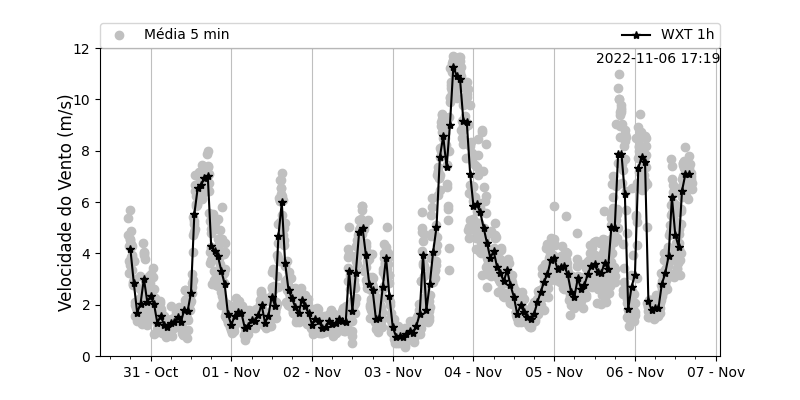 Média 5 min
WXT 1h
2022-11-06 17:19
Velocidade do Vento (m/s)
12
10
8
6
4
2
0
31 - Oct 01 - Nov 02 - Nov 03 - Nov 04 - Nov 05 - Nov 06 - Nov 07 - Nov